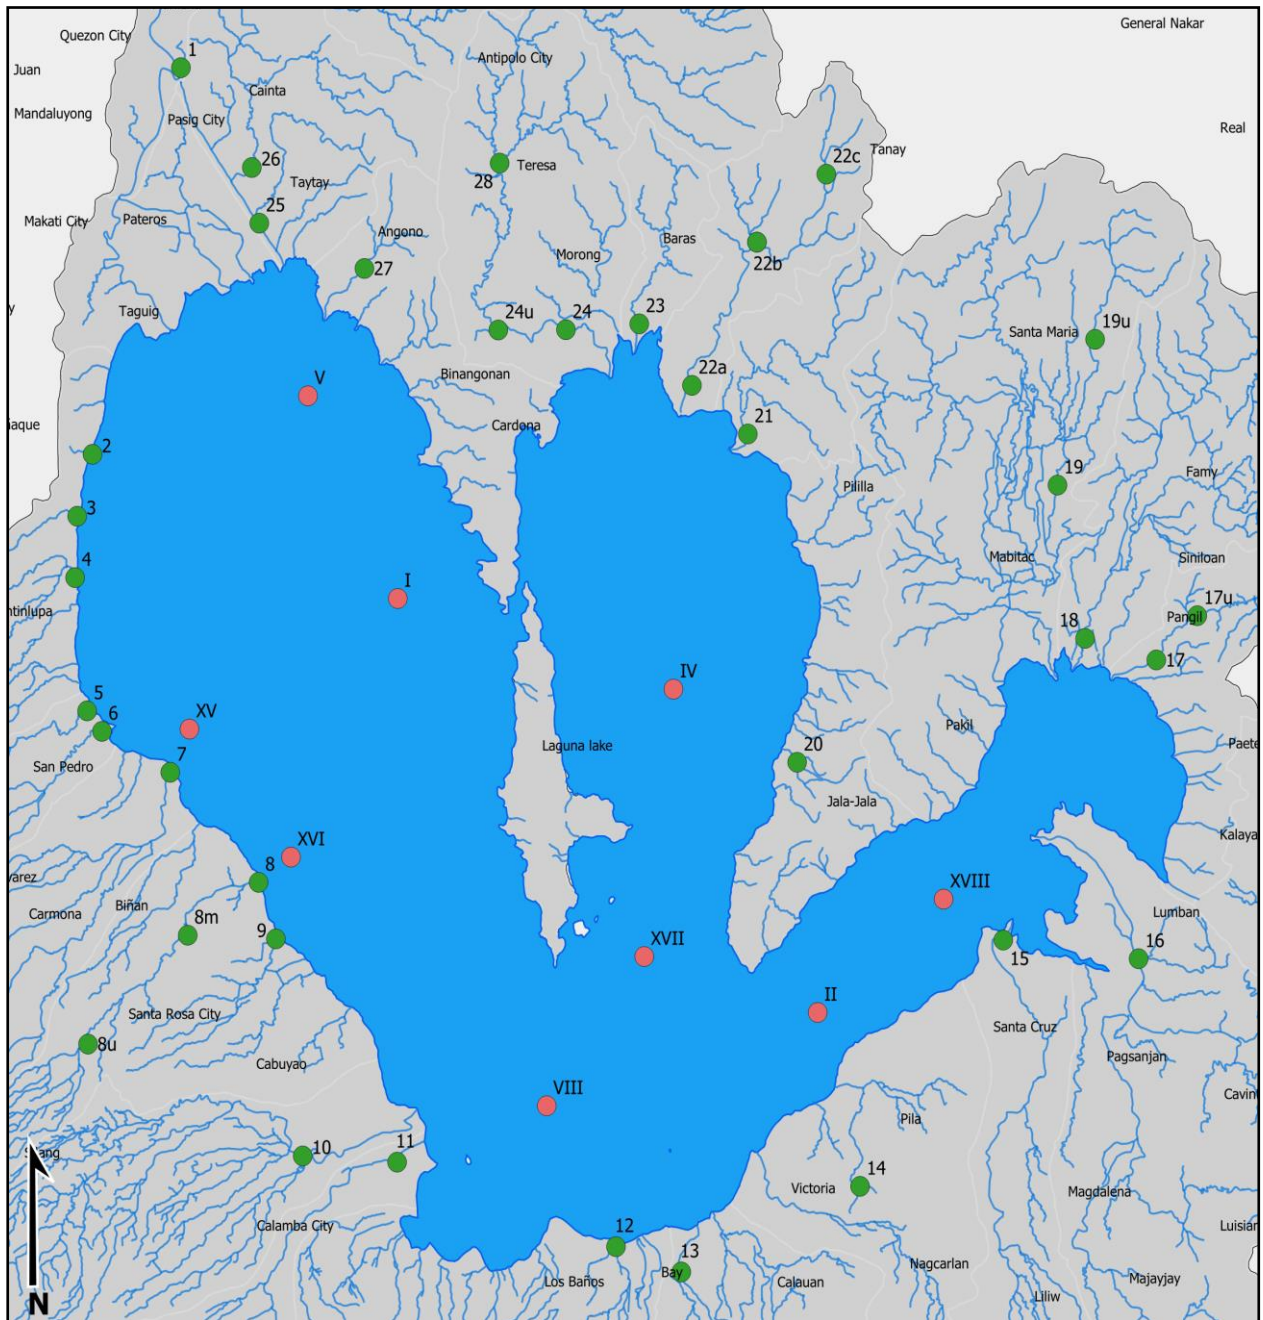 General Nakar
Quezon City
1
Antipolo City
Juan
Cainta
Mandaluyong
Pasig City
Real
Tanay
22c
26
Teresa
28
Taytay
Makati City
Pateros
25
Angono
Baras
22b
Morong
27
Taguig
24u
24
23
Santa Maria
19u
Binangonan
22a
V
Cardona
21
2
19
Famy
Pililla
3
Mabitac
Siniloan
4
I
17u
Pangil
18
17
IV
5
6
XV
Pakil
Laguna lake
20
Paete
San Pedro
7
Jala-Jala
Kalaya
XVI
8
XVIII
Carmona
Biñan
8m
9
Lumban
XVII
15
16
II
Santa Rosa City
Santa Cruz
8u
Cabuyao
Pagsanjan
VIII
Cavin
Pila
10
11
14
Victoria
Magdalena
Calamba City
12
Luisian
13
Los Baños
Bay
Calauan
Nagcarlan
Majayjay
Liliw
N